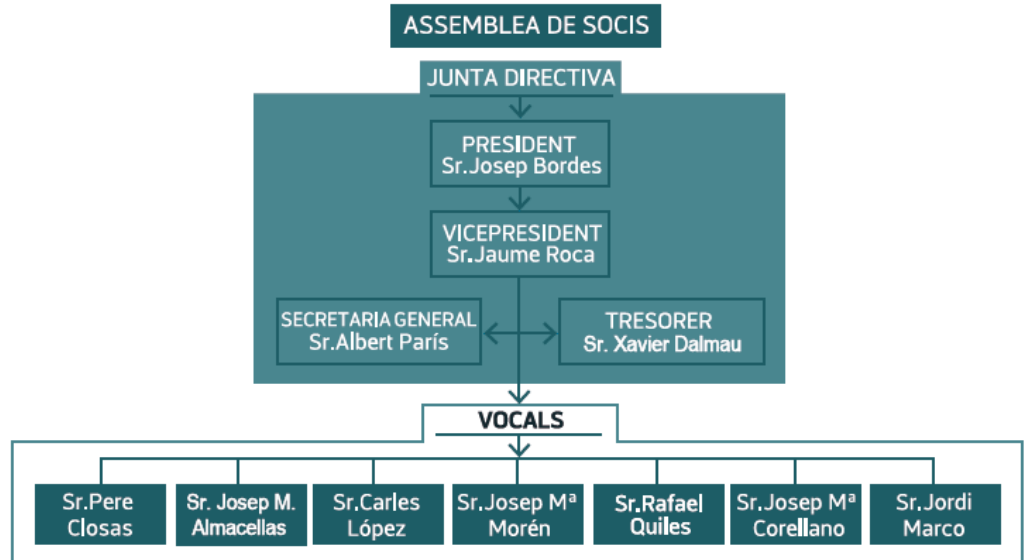 ASSEMBLEA DE SOCIS
JUNTA DIRECTIVA
PRESIDENT
Sr.Josep Bordes
VICEPRESIDENT
Sr.Jaume Roca
SECRETARIA GENERAL
Sr.Albert París
TRESORER
Sr. Xavier Dalmau
VOCALS
Sr.Pere
Closas
Sr. Josep M.
Almacellas
Sr.Carles
López
Sr.Josep Mª
Morén
Sr.Rafael
Quiles
Sr.Josep Mª
Corellano
Sr.Jordi
Marco